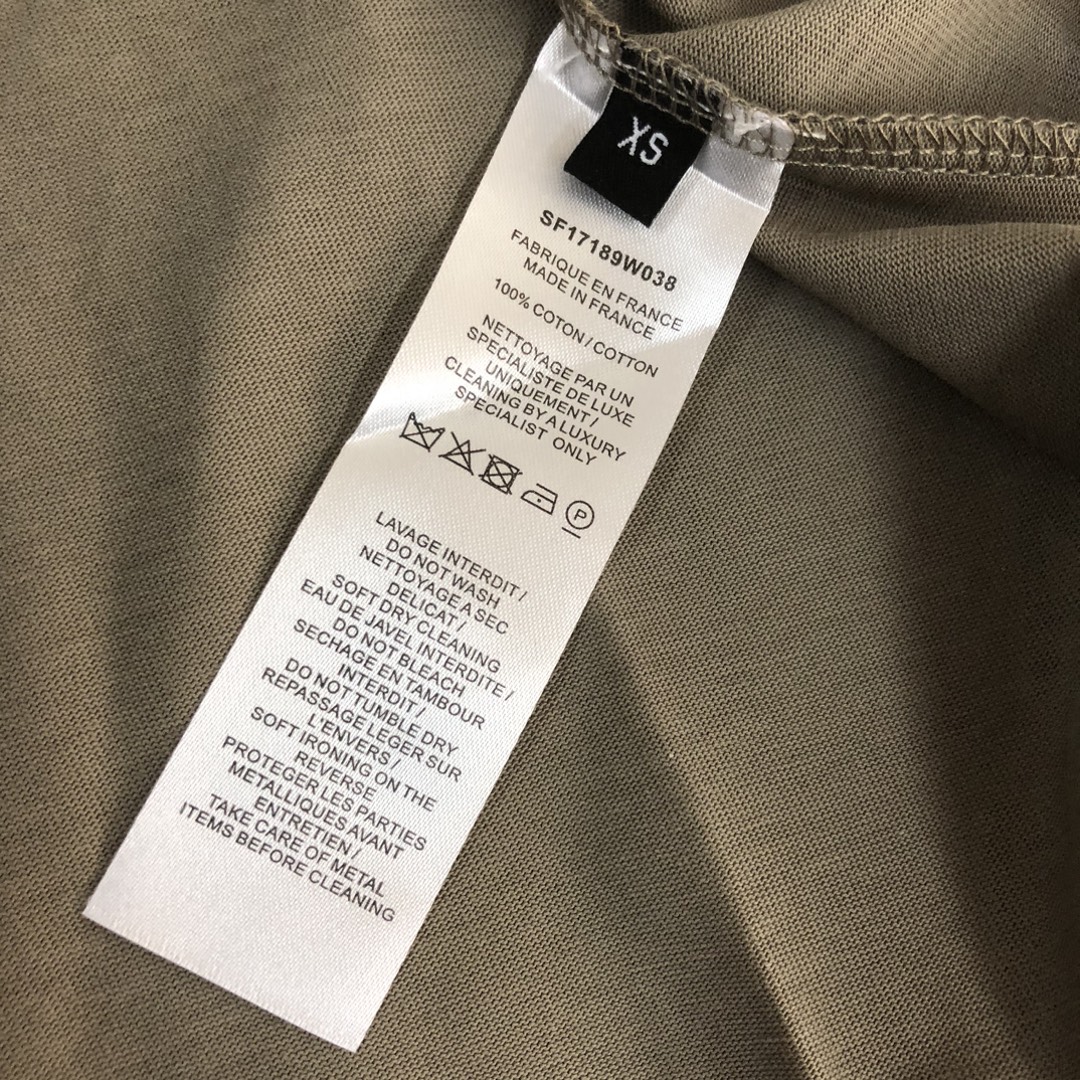 XS
SF17189W038
FABRIQUE EN FRANCE
MADE IN FRANCE
100% COTON / COTTON
NETTOYAGE PAR UN
SPECIALISTE DE LUXE
UNIQUEMENT /
CLEANING BY A LUXURY
SPECIALIST ONLY
P
LAVAGE INTERDIT /
DO NOT WASH
NETTOYAGE A SEC
DELICAT /
SOFT DRY CLEANING
EAU DE JAVEL INTERDITE /
DO NOT BLEACH
SECHAGE EN TAMBOUR
INTERDIT /
DO NOT TUMBLE DRY
REPASSAGE LEGER SUR
L'ENVERS /
SOFT IRONING ON THE
REVERSE
PROTEGER LES PARTIES
METALLIQUES AVANT
ENTRETIEN /
TAKE CARE OF METAL
ITEMS BEFORE CLEANING